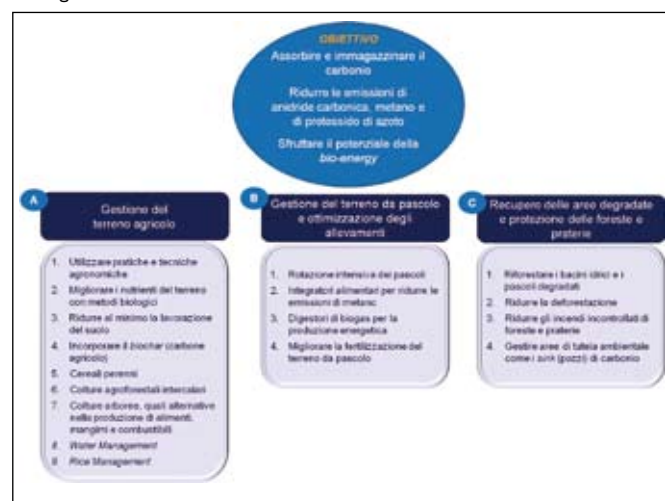 OBIETTIVO
Assorbire e immagazzinare il
carbonio
Ridurre le emissioni di
anidride carbonica, metano e
di protossido di azoto
Sfruttare il potenziale della
bio-energy
A
Gestione del
terreno agricolo
1. Utilizzare pratiche e tecniche
agronomiche
2. Migliorare i nutrienti del terreno
con metodi biologici
3. Ridurre al minimo la lavorazione
del suolo
4. Incorporare il biochar (carbone
agricolo)
5. Cereali perenni
6. Colture agroforestali intercalari
7. Colture arboree, quali alternative
nella produzione di alimenti,
mangimi e combustibili
8. Water Management
9. Rice Management
B
Gestione del terreno da pascolo
e ottimizzazione degli
allevamenti
1. Rotazione intensiva dei pascoli
2. Integratori alimentari per ridurre le
emissioni di metano
3. Digestori di biogas per la
produzione energetica
4. Migliorare la fertilizzazione del
terreno da pascolo
C
Recupero delle aree degradate
e protezione delle foreste e
praterie
1. Riforestare i bacini idrici e i
pascoli degradati
2. Ridurre la deforestazione
3. Ridurre gli incendi incontrollati di
foreste e praterie
4. Gestire aree di tutela ambientale
come i sink (pozzi) di carbonio